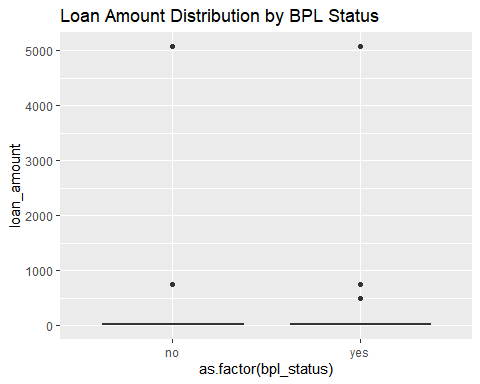 Loan Amount Distribution by BPL Status
5000
4000
3000
2000
1000
0
loan_amount
no yes
as.factor(bpl_status)